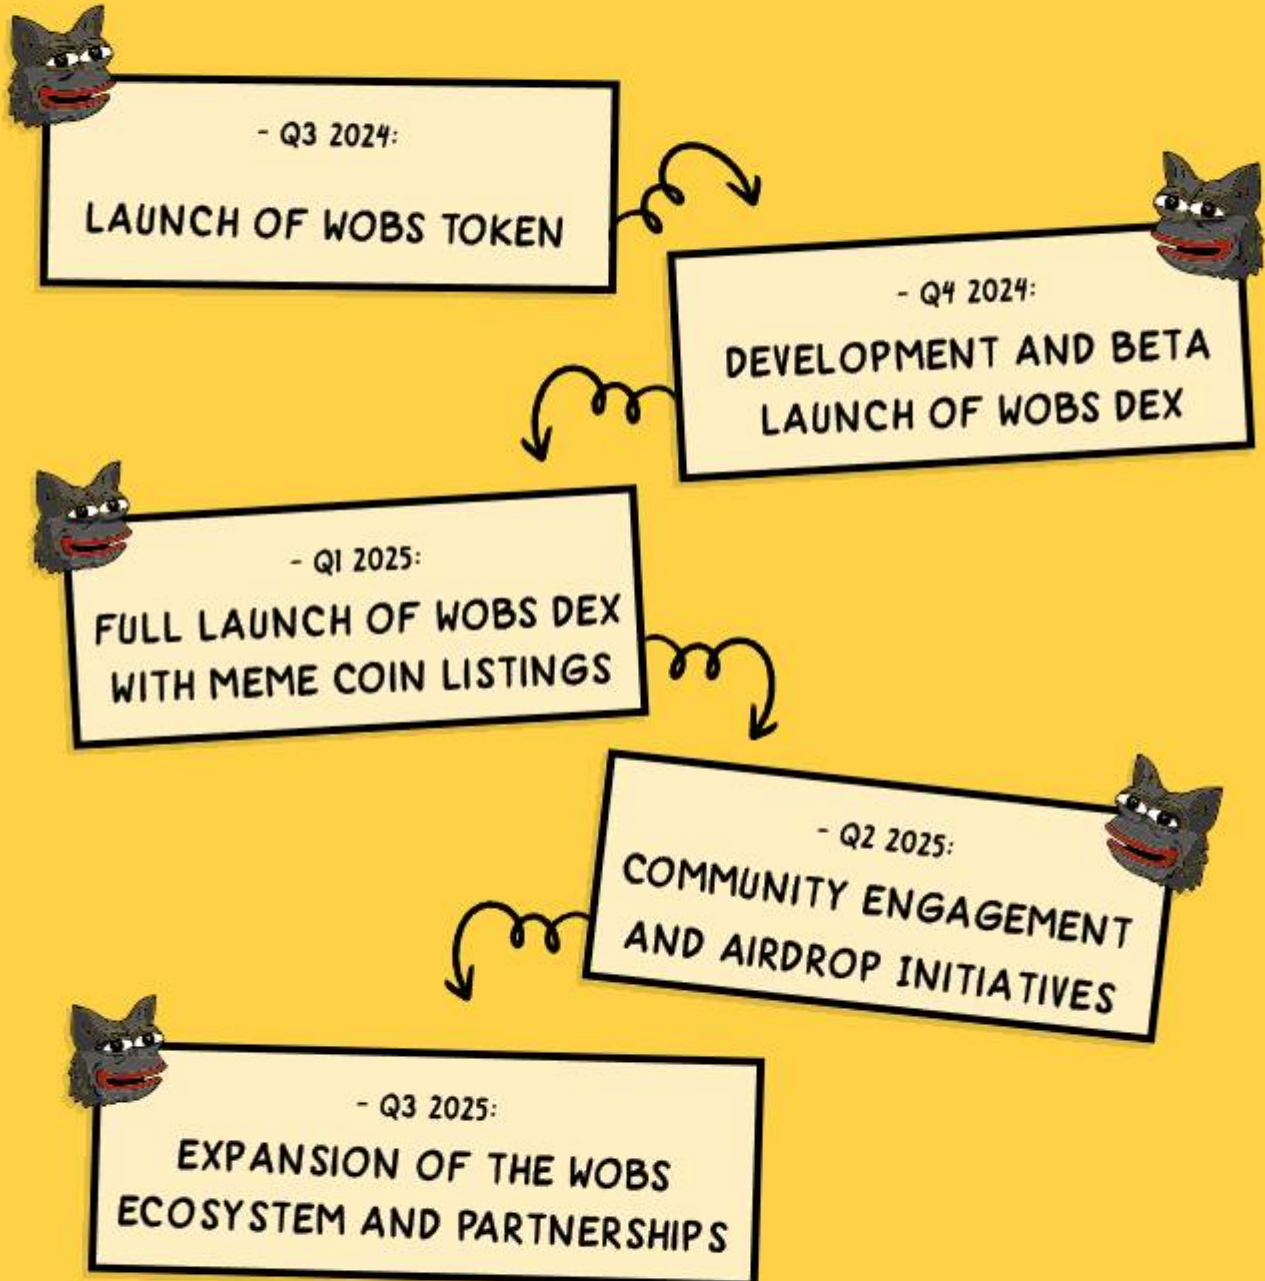 - Q3 2024:
LAUNCH OF WOBS TOKEN
- Q4 2024:
DEVELOPMENT AND BETA
LAUNCH OF WOBS DEX
- Q1 2025:
FULL LAUNCH OF WOBS DEX
WITH MEME COIN LISTINGS
- Q2 2025:
COMMUNITY ENGAGEMENT
AND AIRDROP INITIATIVES
- Q3 2025:
EXPANSION OF THE WOBS
ECOSYSTEM AND PARTNERSHIPS